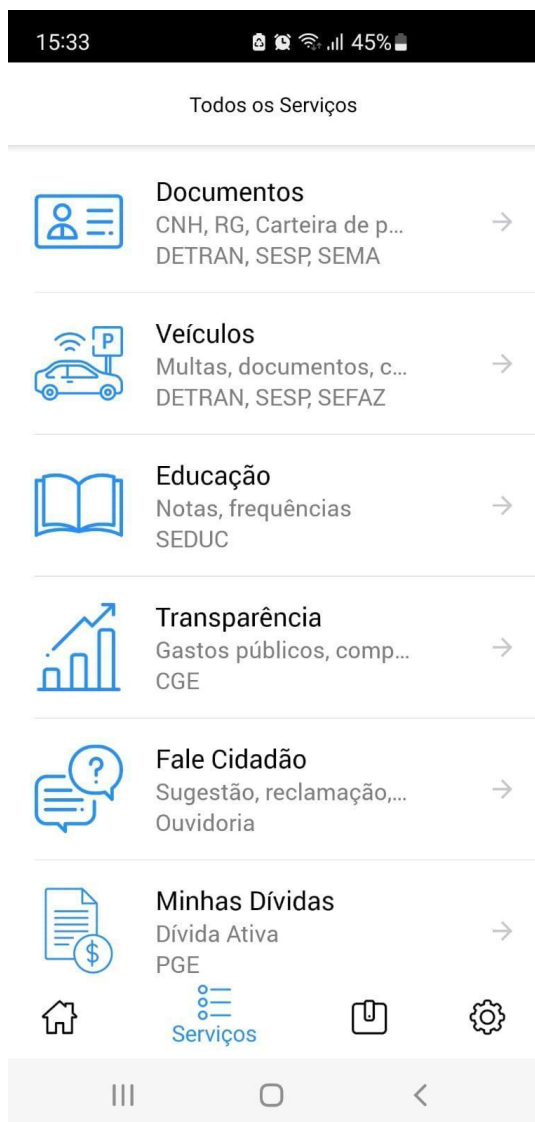 15:33
45%
Todos os Serviços
Documentos
CNH, RG, Carteira de p...
DETRAN, SESP, SEMA
P
Veículos
Multas, documentos, c...
DETRAN, SESP, SEFAZ
Educação
Notas, frequências
SEDUC
Transparência
Gastos públicos, comp...
CGE
?
Fale Cidadão
Sugestão, reclamação,...
Ouvidoria
Minhas Dívidas
Dívida Ativa
PGE
$
Serviços